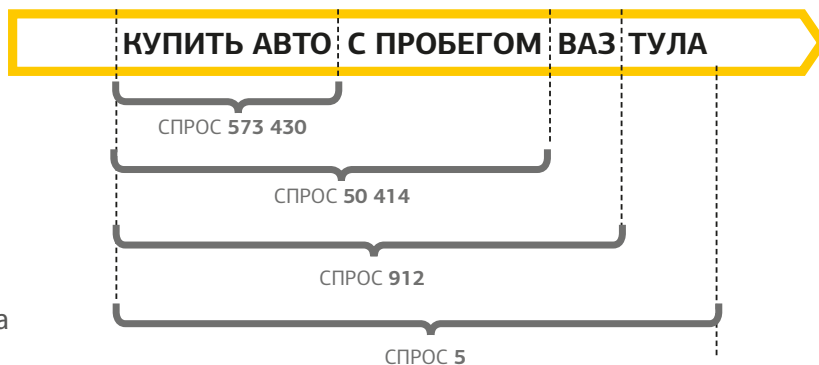 КУПИТЬ АВТО С ПРОБЕГОМ ВАЗ ТУЛА
СПРОС 573 430
СПРОС 50 414
СПРОС 912
а
СПРОС 5